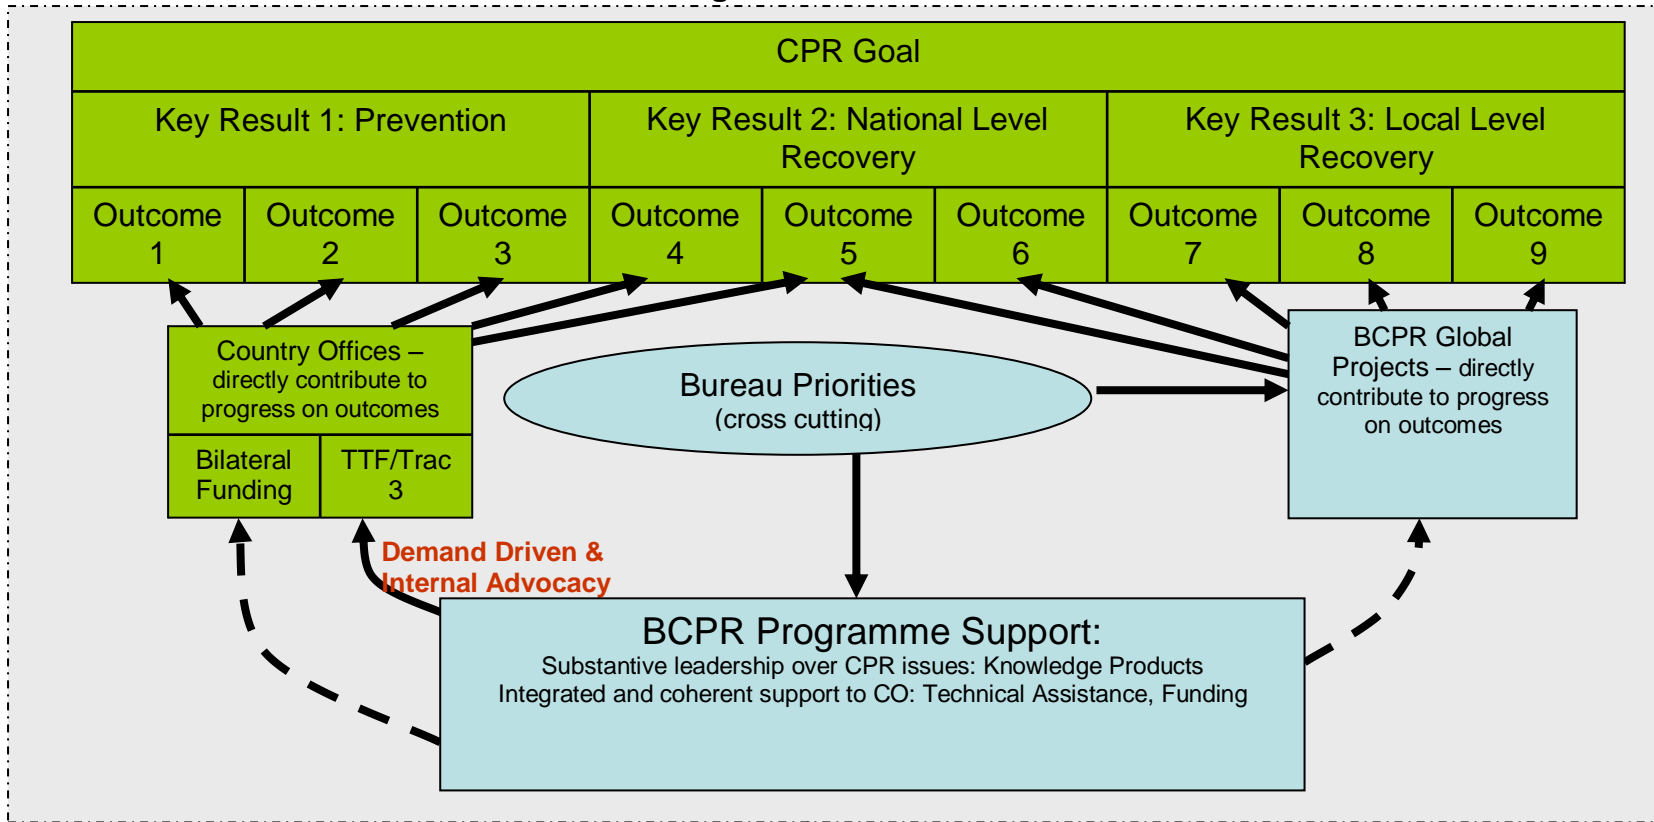 CPR Goal
Key Result 1: Prevention
Key Result 2: National Level
Recovery
Key Result 3: Local Level
Recovery
Outcome
1
Outcome
2
Outcome
3
Outcome
4
Outcome
5
Outcome
6
Outcome
7
Outcome
8
Outcome
9
Country Offices –
directly contribute to
progress on outcomes
Bilateral
Funding
TTF/Trac
3
Bureau Priorities
(cross cutting)
BCPR Global
Projects – directly
contribute to progress
on outcomes
Demand Driven &
Internal Advocacy
BCPR Programme Support:
Substantive leadership over CPR issues: Knowledge Products
Integrated and coherent support to CO: Technical Assistance, Funding